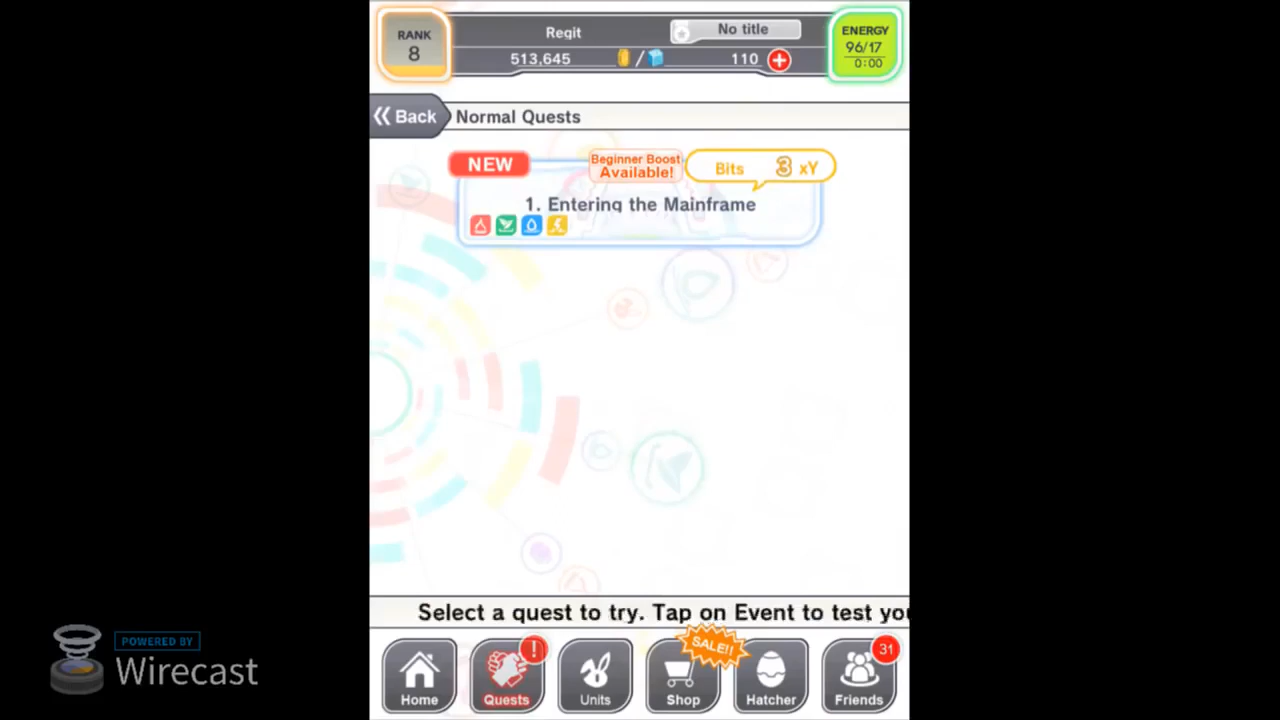 RANK
8
Reqit
No title
513,645 / 110
ENERGY
96/17
0:00
Back
Normal Quests
NEW
Beginner Boost
Available!
Bits 3 xY
1. Entering the Mainframe
Select a quest to try. Tap on Event to test you
SALE!!
!
31
Home
Quests
Units
Shop
Hatcher
Friends
POWERED BY
Wirecast